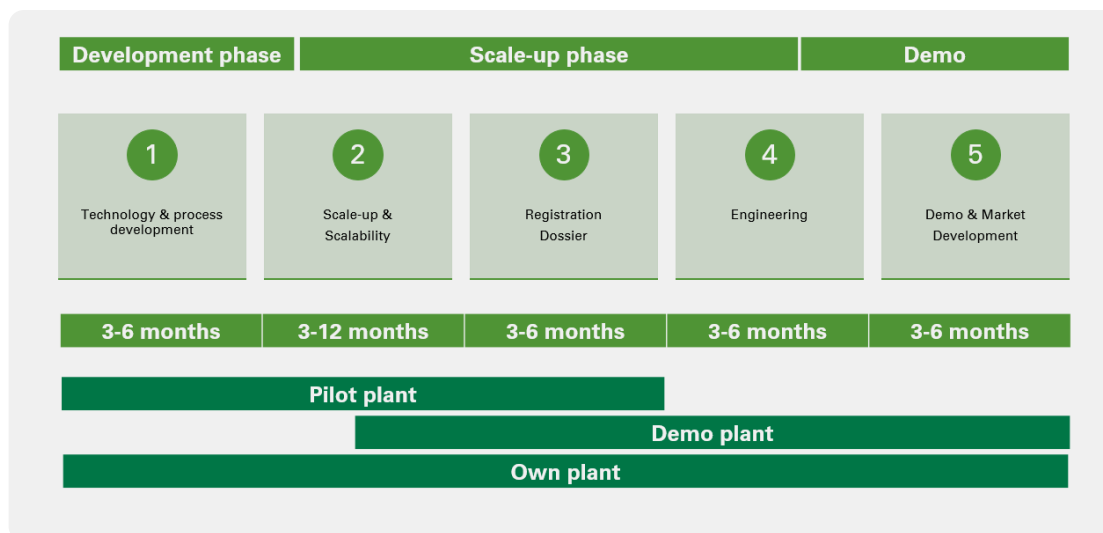 Development phase
Scale-up phase
Demo
1
2
3
4
5
Technology & process
development
Scale-up &
Scalability
Registration
Dossier
Engineering
Demo & Market
Development
3-6 months
3-12 months
3-6 months
3-6 months
3-6 months
Pilot plant
Demo plant
Own plant